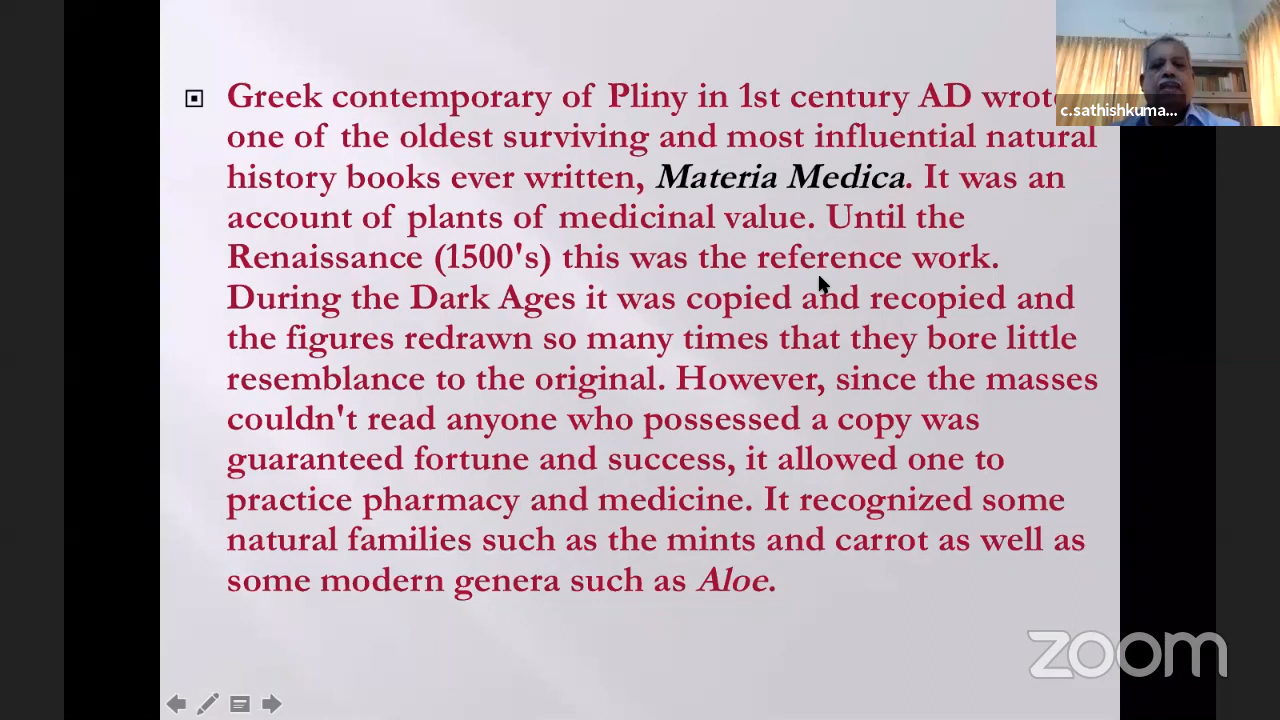 Greek contemporary of Pliny in 1st century AD wrote
one of the oldest surviving and most influential natural
history books ever written, Materia Medica. It was an
account of plants of medicinal value. Until the
Renaissance (1500's) this was the reference work.
During the Dark Ages it was copied and recopied and
the figures redrawn so many times that they bore little
resemblance to the original. However, since the masses
couldn't read anyone who possessed a copy was
guaranteed fortune and success, it allowed one to
practice pharmacy and medicine. It recognized some
natural families such as the mints and carrot as well as
some modern genera such as Aloe.
c.sathishkuma...
zoom